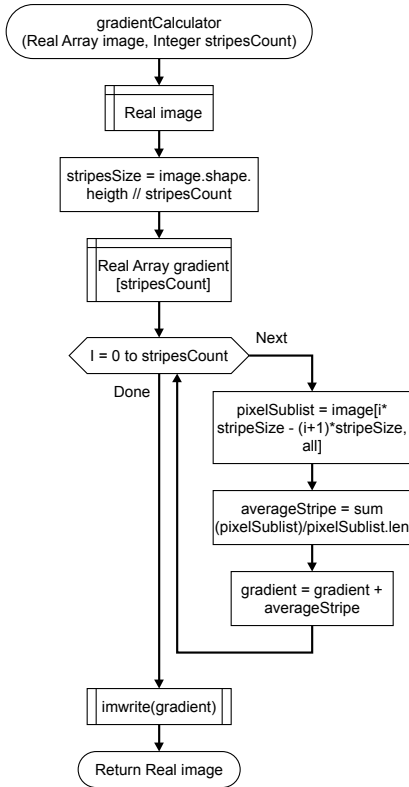 gradientCalculator
(Real Array image, Integer stripesCount)
Real image
stripesSize = image.shape.
heigth // stripesCount
Real Array gradient
[stripesCount]
I = 0 to stripesCount
Next
Done
pixelSublist = image[i*
stripeSize - (i+1)*stripeSize,
all]
averageStripe = sum
(pixelSublist)/pixelSublist.len
gradient = gradient +
averageStripe
imwrite(gradient)
Return Real image